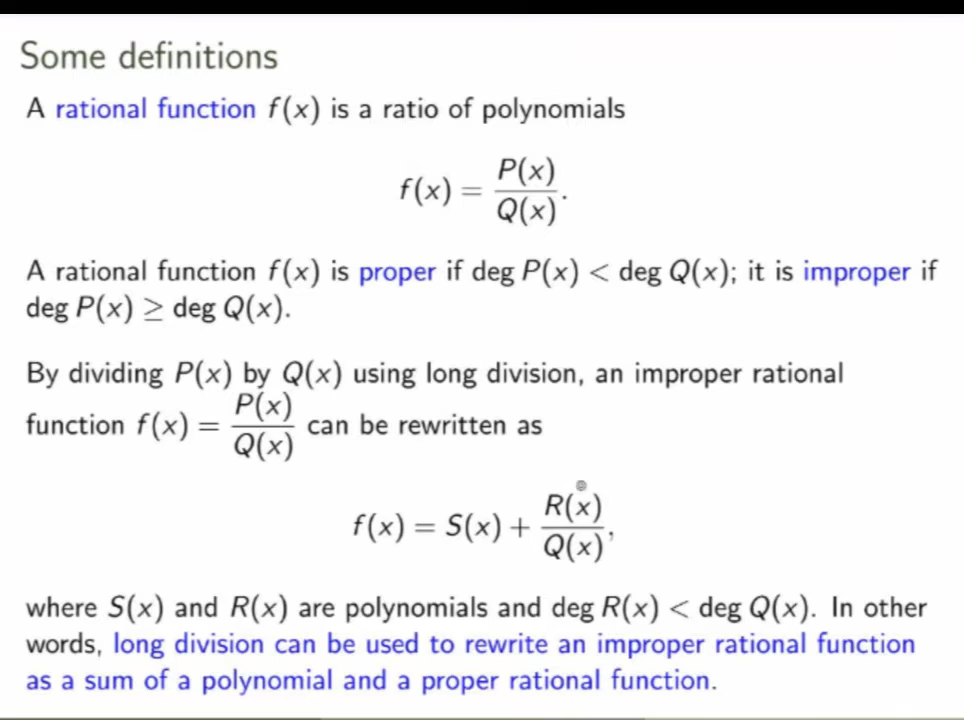 Some definitions
A rational function f(x) is a ratio of polynomials
f(x) = P(x)/Q(x).
A rational function f(x) is proper if deg P(x) < deg Q(x); it is improper if
deg P(x) ≥ deg Q(x).
By dividing P(x) by Q(x) using long division, an improper rational
function f(x) = P(x)/Q(x) can be rewritten as
f(x) = S(x) + R(x)/Q(x),
where S(x) and R(x) are polynomials and deg R(x) < deg Q(x). In other
words, long division can be used to rewrite an improper rational function
as a sum of a polynomial and a proper rational function.